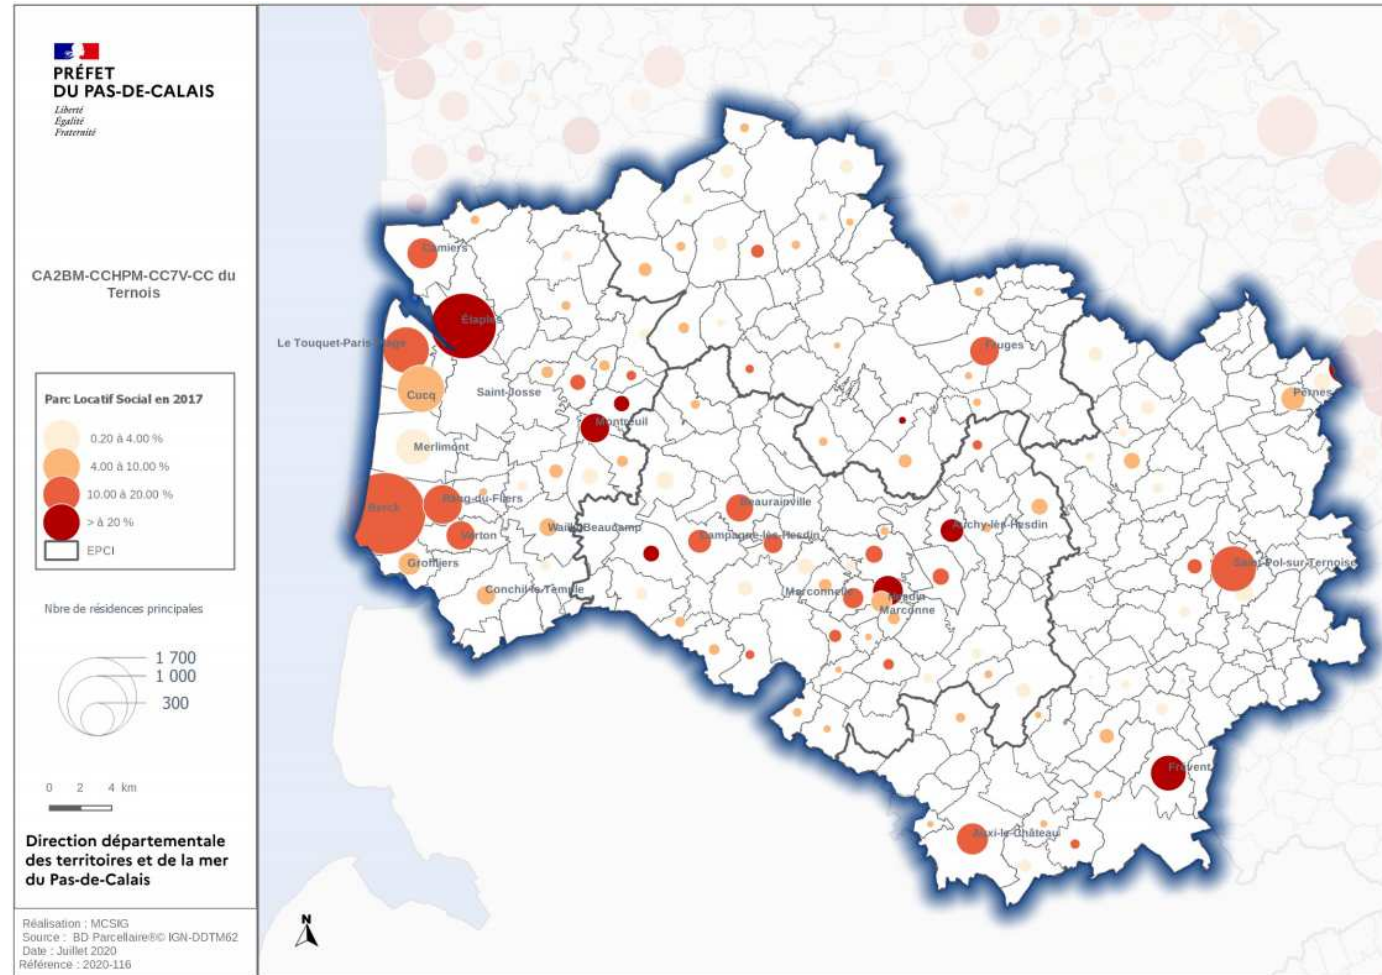 PRÉFET
DU PAS-DE-CALAIS
Liberté
Égalité
Fraternité
CA2BM-CCHPM-CC7V-CC du
Ternois
Parc Locatif Social en 2017
0.20 à 4.00 %
4.00 à 10.00 %
10.00 à 20.00 %
> à 20 %
EPCI
Nbre de résidences principales
1 700
1 000
300
0 2 4 km
Direction départementale
des territoires et de la mer
du Pas-de-Calais
Réalisation : MCSIG
Source : BD Parcellaire®© IGN-DDTM62
Date : Juillet 2020
Référence : 2020-116
N
Camiers
Étaples
Le Touquet-Paris-Plage
Fruges
Cucq
Saint-Josse
Pernes
Montreuil
Merlimont
Rang-du-Fliers
Berck
Beaurainville
Verton
Wailly-Beaucamp
Campagne-lès-Hesdin
Auchy-lès-Hesdin
Groffliers
Saint-Pol-sur-Ternoise
Conchil-le-Temple
Marconnelle
Hesdin
Marconne
Frévent
Auxi-le-Château